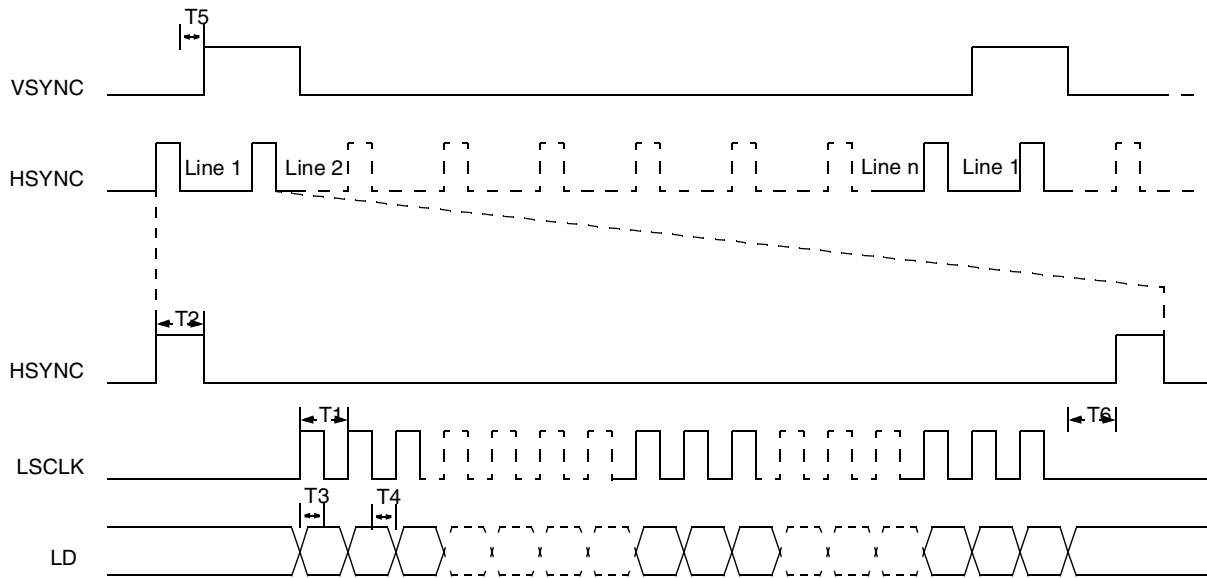 T5
VSYNC
HSYNC
Line 1
Line 2
Line n
Line 1
T2
HSYNC
T1
T6
LSCLK
T3
T4
LD